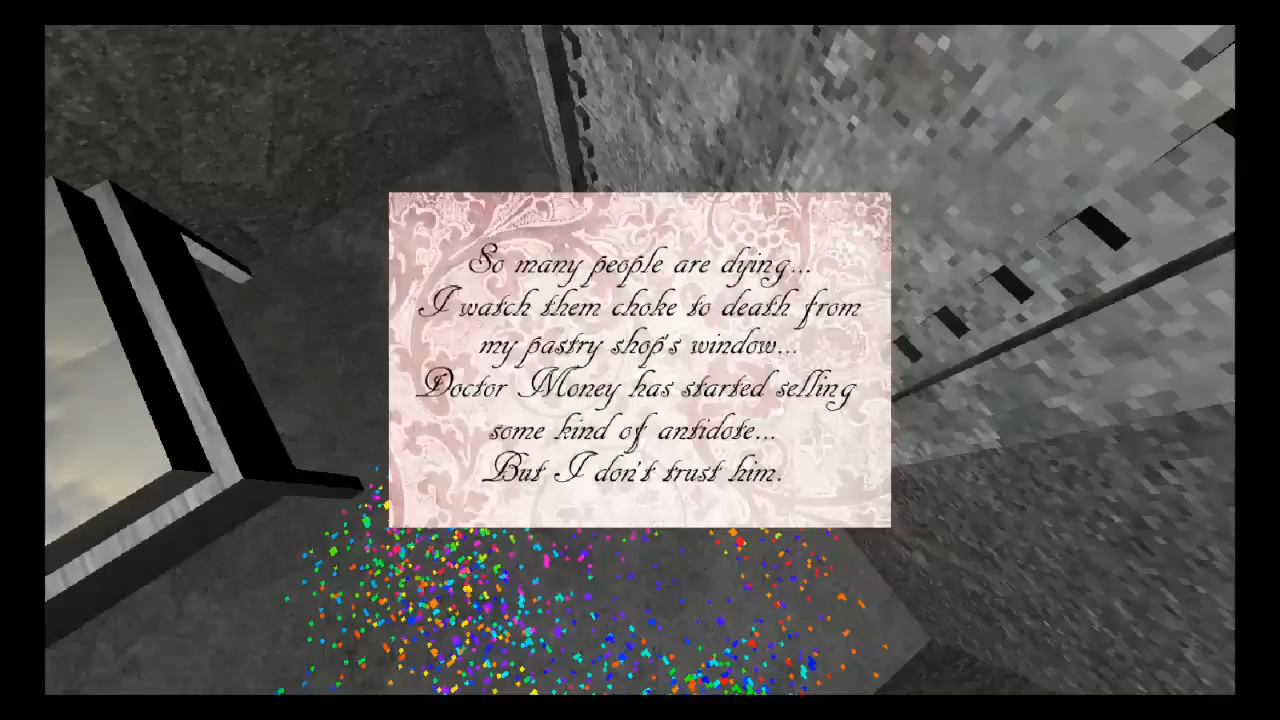 So many people are dying...
I watch them choke to death from
my pastry shop's window...
Doctor Money has started selling
some kind of antidote...
But I don't trust him.